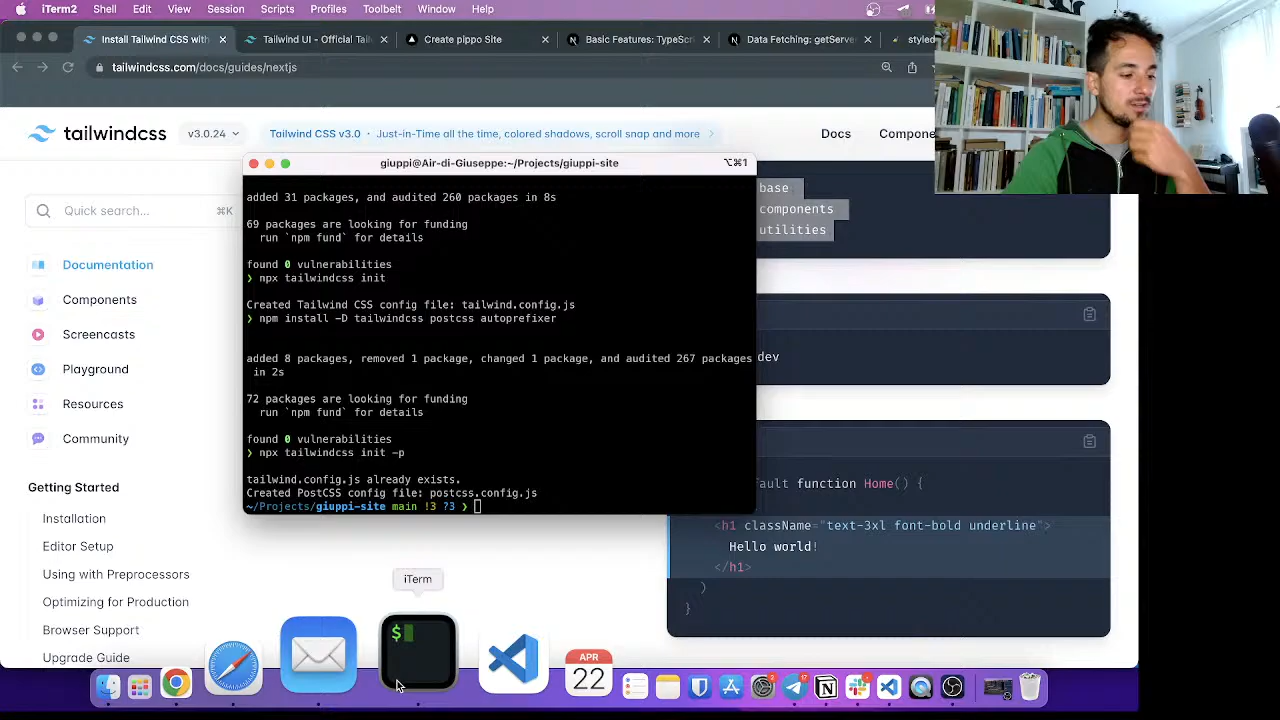 iTerm2 Shell Edit View Session Scripts Profiles Toolbelt Window Help
Install Tailwind CSS with
Tailwind UI - Official Tail
Create pippo Site
Basic Features: TypeScri
Data Fetching: getServer
styled
tailwindcss.com/docs/guides/nextjs
tailwindcss
v3.0.24
Tailwind CSS v3.0 · Just-in-Time all the time, colored shadows, scroll snap and more
Docs
Compone
Quick search...
⌘K
Documentation
Components
Screencasts
Playground
Resources
Community
Getting Started
Installation
Editor Setup
Using with Preprocessors
Optimizing for Production
Browser Support
Upgrade Guide
giuppi@Air-di-Giuseppe:~/Projects/giuppi-site
⌥⌘1
added 31 packages, and audited 260 packages in 8s
69 packages are looking for funding
run `npm fund` for details
found 0 vulnerabilities
❯ npx tailwindcss init
Created Tailwind CSS config file: tailwind.config.js
❯ npm install -D tailwindcss postcss autoprefixer
added 8 packages, removed 1 package, changed 1 package, and audited 267 packages
in 2s
72 packages are looking for funding
run `npm fund` for details
found 0 vulnerabilities
❯ npx tailwindcss init -p
tailwind.config.js already exists.
Created PostCSS config file: postcss.config.js
~/Projects/giuppi-site main !3 ?3 ❯
base
components
utilities
dev
fault function Home() {
<h1 className="text-3xl font-bold underline">
Hello world!
</h1>
)
}
iTerm
$
APR
22